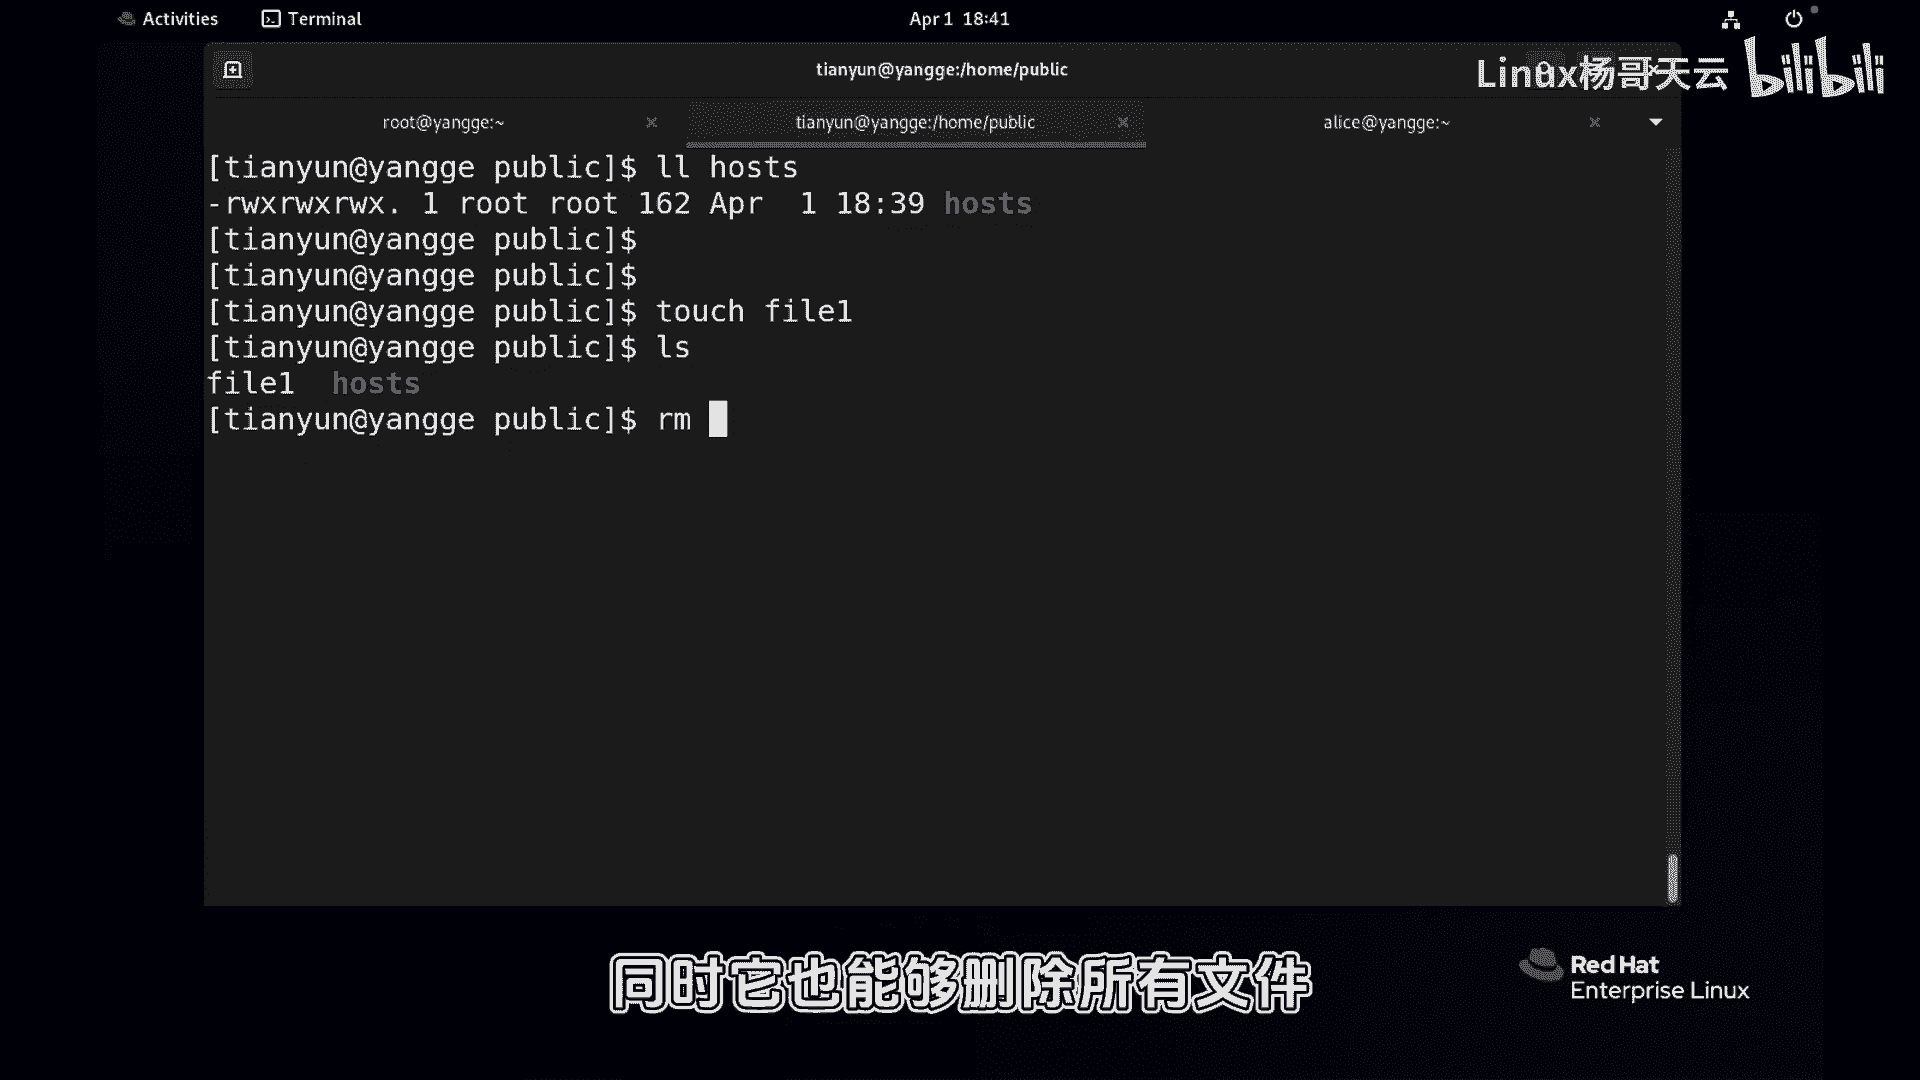 Activities
Terminal
Apr 1 18:41
tianyun@yangge:/home/public
Linux杨哥天云 bilibili
root@yangge:~
tianyun@yangge:/home/public
alice@yangge:~
[tianyun@yangge public]$ ll hosts
-rwxrwxrwx. 1 root root 162 Apr  1 18:39 hosts
[tianyun@yangge public]$
[tianyun@yangge public]$
[tianyun@yangge public]$ touch file1
[tianyun@yangge public]$ ls
file1  hosts
[tianyun@yangge public]$ rm
同时它也能够删除所有文件
Red Hat
Enterprise Linux